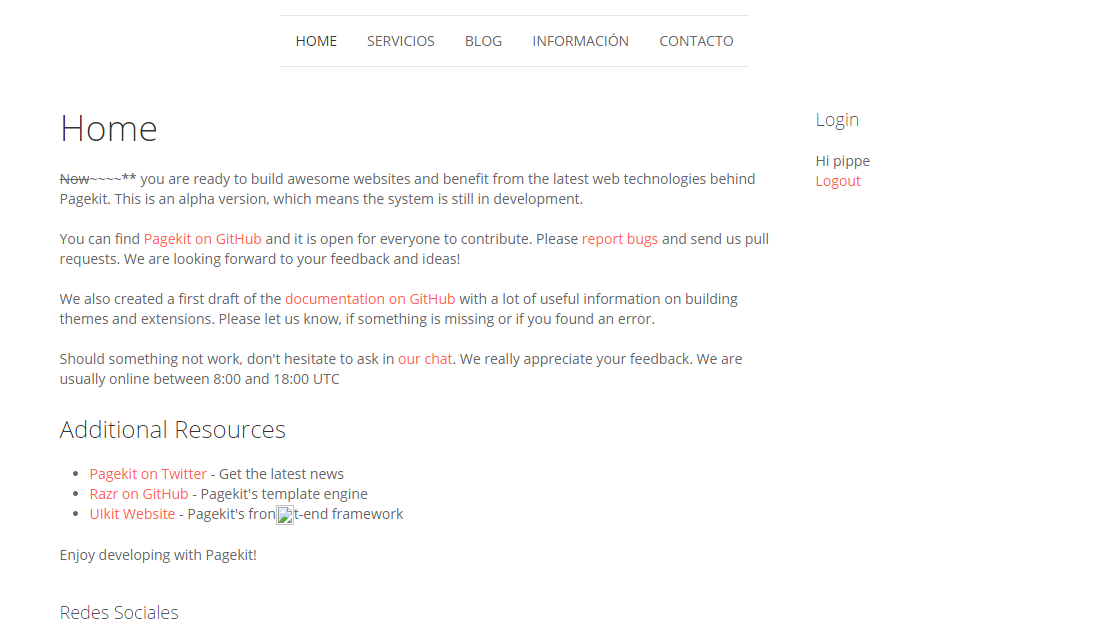 HOME SERVICIOS BLOG INFORMACIÓN CONTACTO
Home
Now~~~~** you are ready to build awesome websites and benefit from the latest web technologies behind
Pagekit. This is an alpha version, which means the system is still in development.
You can find Pagekit on GitHub and it is open for everyone to contribute. Please report bugs and send us pull
requests. We are looking forward to your feedback and ideas!
We also created a first draft of the documentation on GitHub with a lot of useful information on building
themes and extensions. Please let us know, if something is missing or if you found an error.
Should something not work, don't hesitate to ask in our chat. We really appreciate your feedback. We are
usually online between 8:00 and 18:00 UTC
Additional Resources
• Pagekit on Twitter - Get the latest news
• Razr on GitHub - Pagekit's template engine
• UIkit Website - Pagekit's front-end framework
Enjoy developing with Pagekit!
Redes Sociales
Login
Hi pippe
Logout